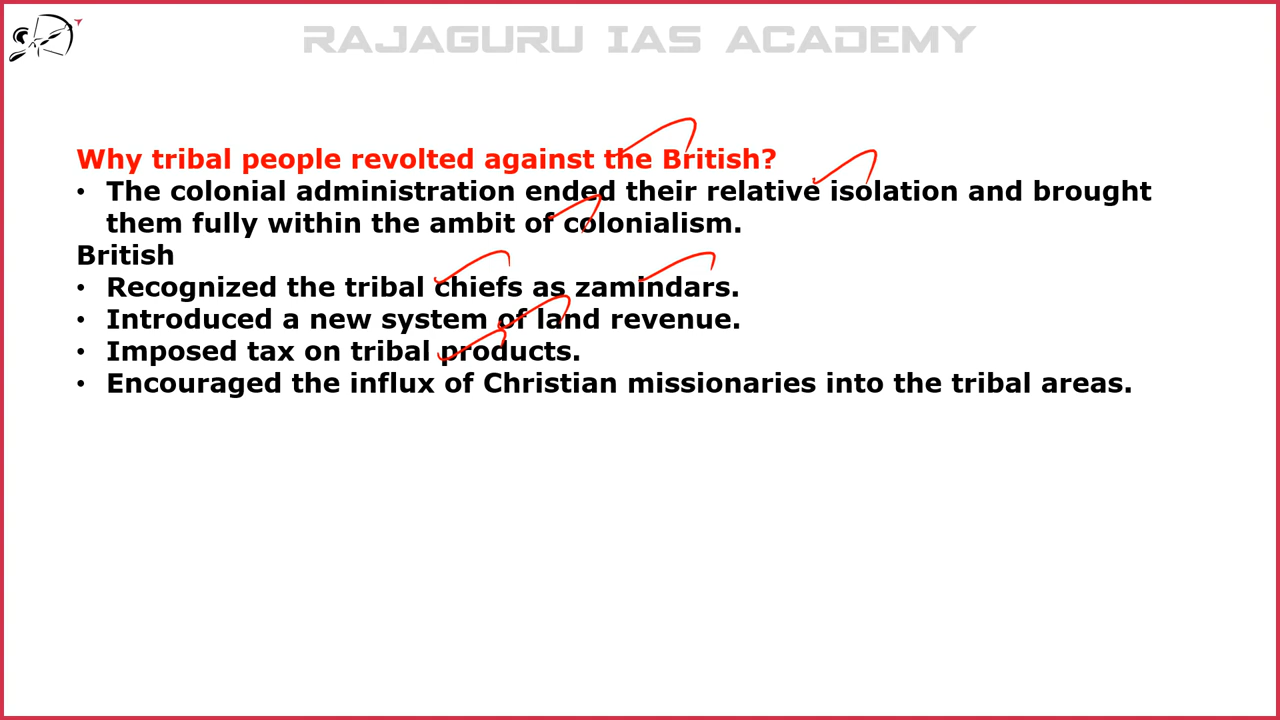 RAJAGURU IAS ACADEMY
Why tribal people revolted against the British?
• The colonial administration ended their relative isolation and brought
them fully within the ambit of colonialism.
British
• Recognized the tribal chiefs as zamindars.
• Introduced a new system of land revenue.
• Imposed tax on tribal products.
• Encouraged the influx of Christian missionaries into the tribal areas.